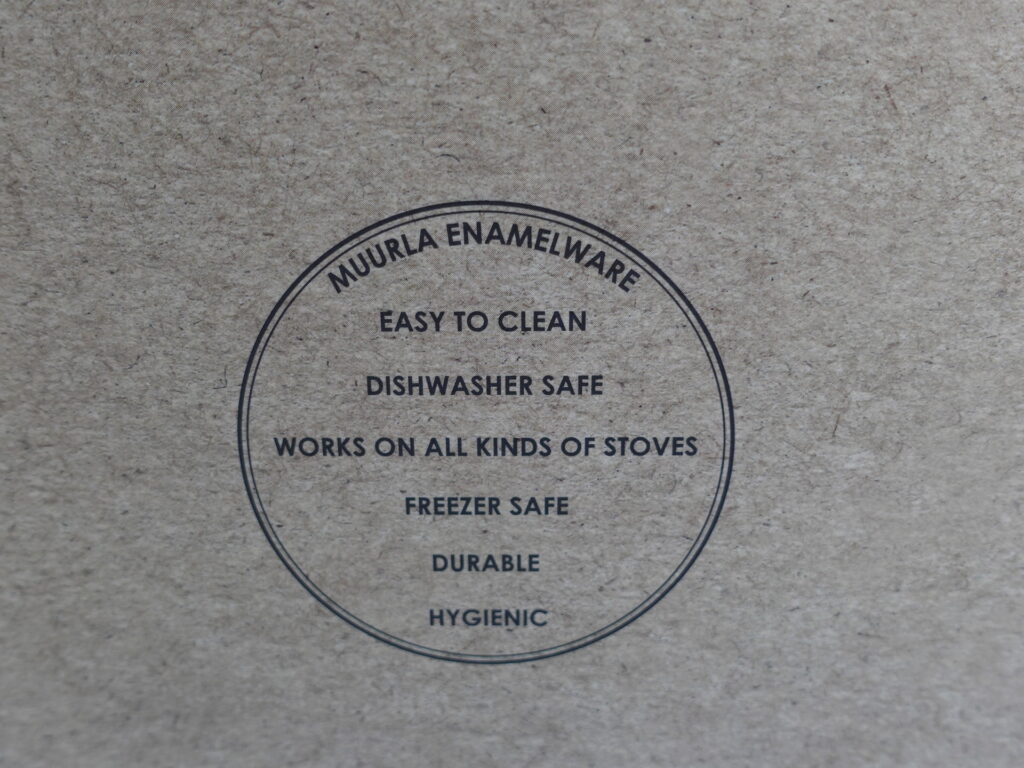 MUURLA ENAMELWARE
EASY TO CLEAN
DISHWASHER SAFE
WORKS ON ALL KINDS OF STOVES
FREEZER SAFE
DURABLE
HYGIENIC